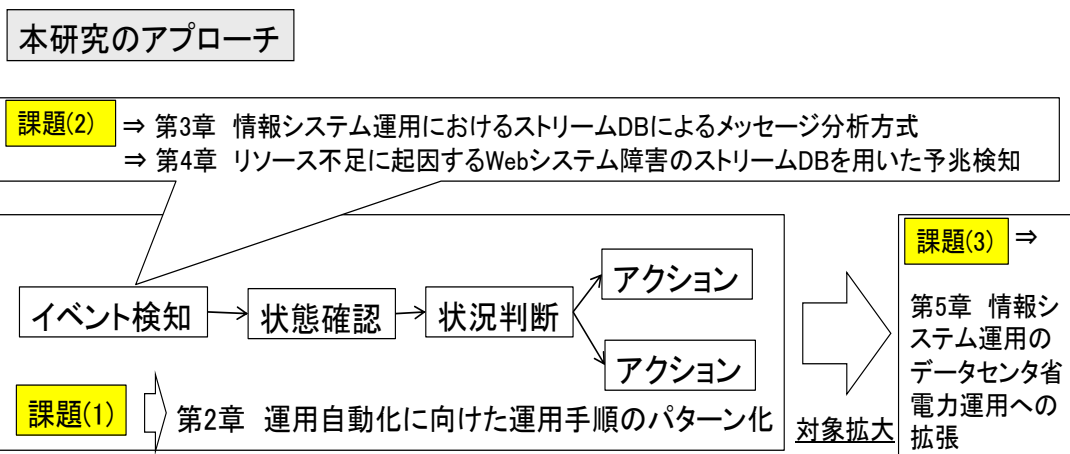 本研究のアプローチ
課題(2) ⇒ 第3章 情報システム運用におけるストリームDBによるメッセージ分析方式
⇒ 第4章 リソース不足に起因するWebシステム障害のストリームDBを用いた予兆検知
イベント検知
状態確認
状況判断
アクション
アクション
課題(1)
第2章 運用自動化に向けた運用手順のパターン化
対象拡大
課題(3) ⇒
第5章 情報シ
ステム運用の
データセンタ省
電力運用への
拡張